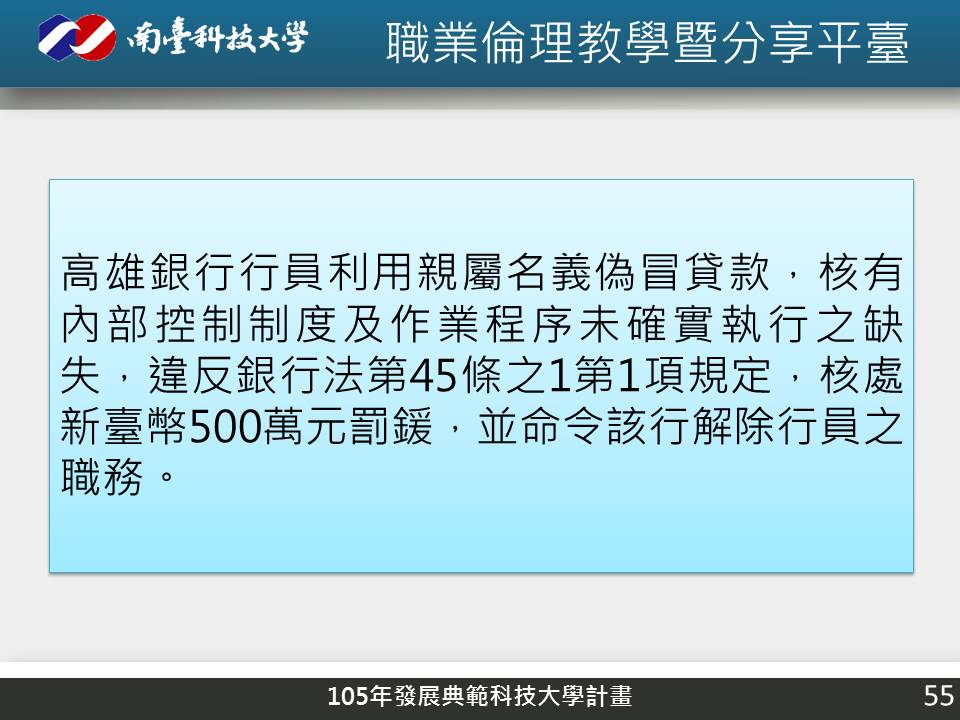 南臺科技大學
職業倫理教學暨分享平臺
高雄銀行行員利用親屬名義偽冒貸款，核有
內部控制制度及作業程序未確實執行之缺
失，違反銀行法第45條之1第1項規定，核處
新臺幣500萬元罰鍰，並命令該行解除行員之
職務。
105年發展典範科技大學計畫
55